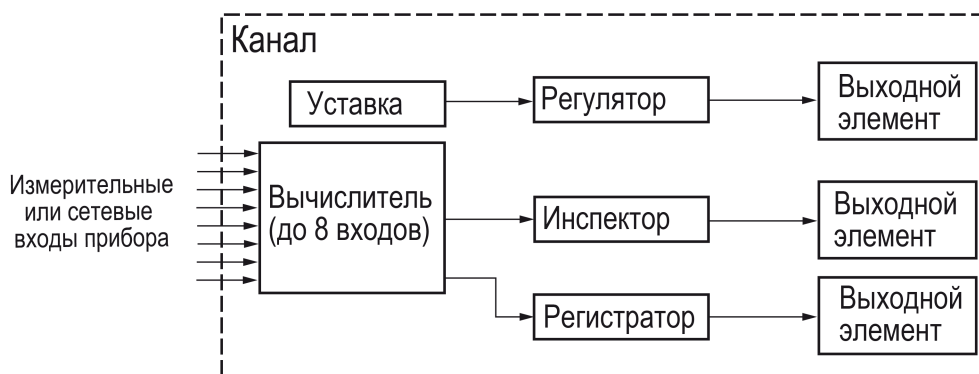 Канал
Уставка
Регулятор
Выходной
элемент
Измерительные
или сетевые
входы прибора
Вычислитель
(до 8 входов)
Инспектор
Выходной
элемент
Регистратор
Выходной
элемент